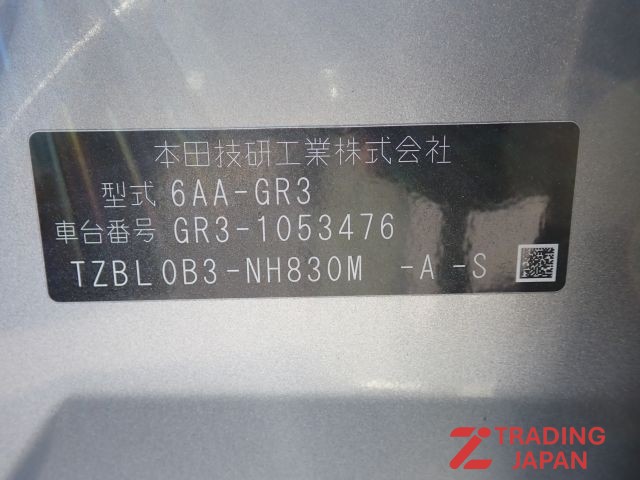 本田技研工業株式会社
型式 6AA-GR3
車台番号 GR3-1053476
TZBL0B3-NH830M -A -S
TRADING
JAPAN